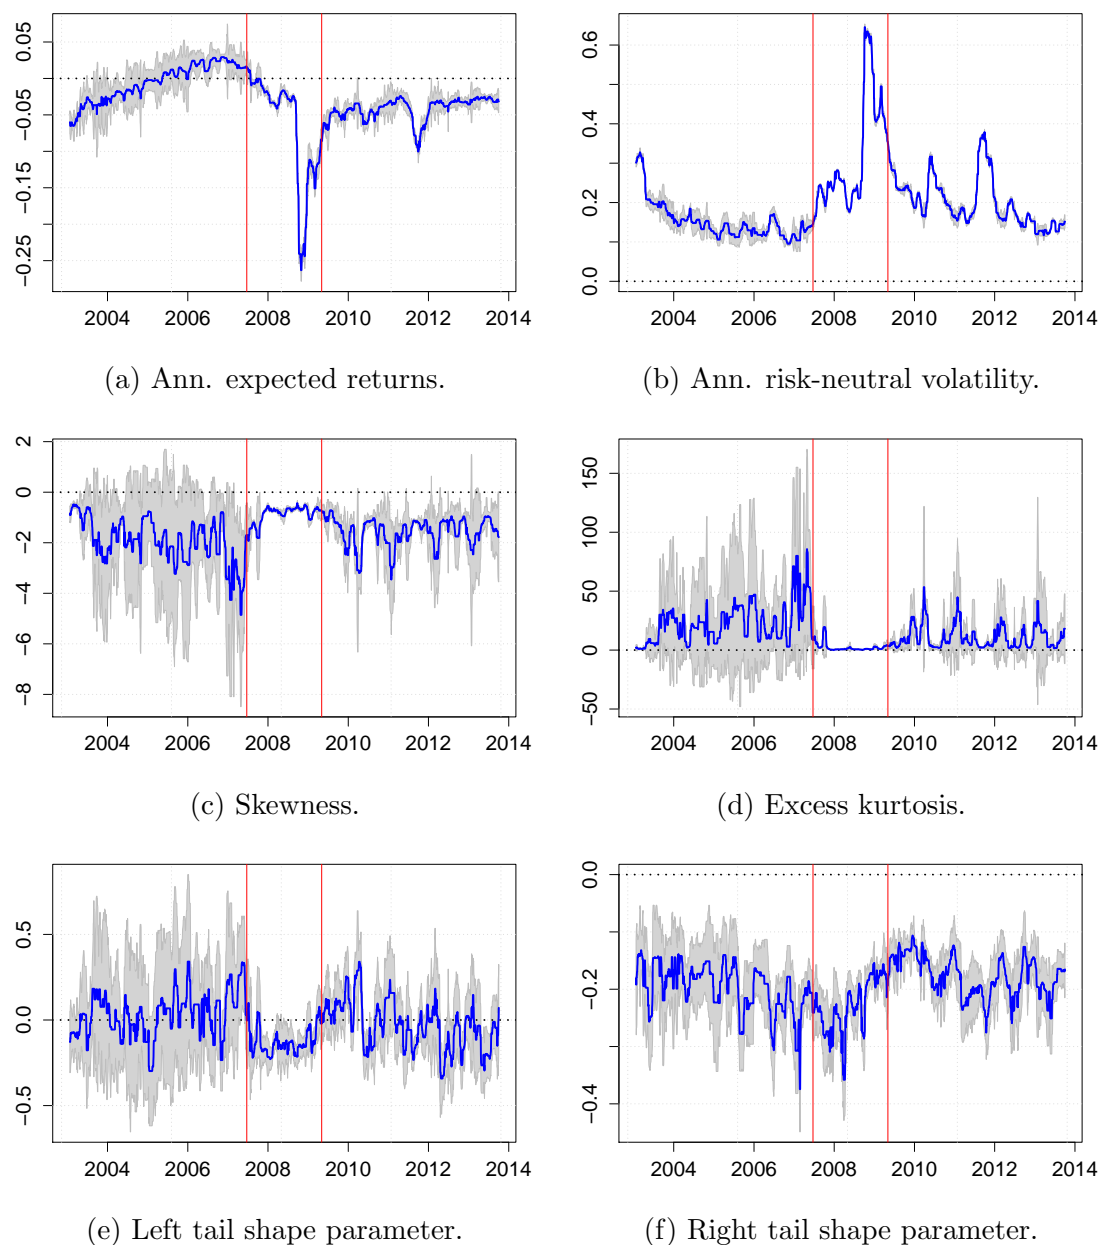 0.05
−0.05
−0.15
−0.25
2004 2006 2008 2010 2012 2014
(a) Ann. expected returns.
0.6
0.4
0.2
0.0
2004 2006 2008 2010 2012 2014
(b) Ann. risk-neutral volatility.
2
0
−2
−4
−6
−8
2004 2006 2008 2010 2012 2014
(c) Skewness.
150
100
50
0
−50
2004 2006 2008 2010 2012 2014
(d) Excess kurtosis.
0.5
0.0
−0.5
2004 2006 2008 2010 2012 2014
(e) Left tail shape parameter.
0.0
−0.2
−0.4
2004 2006 2008 2010 2012 2014
(f) Right tail shape parameter.